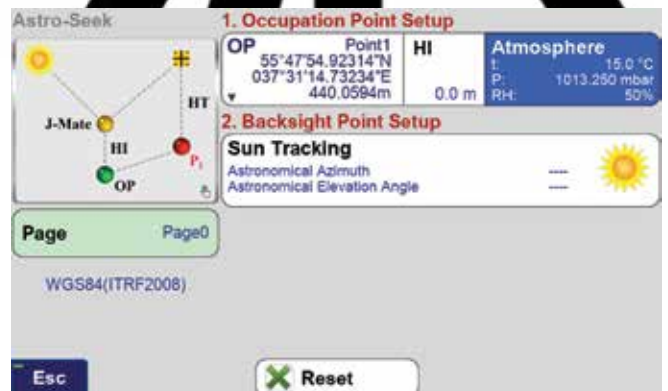 Astro-Seek
J-Mate
HT
HI
P1
OP
Page Page0
WGS84(ITRF2008)
Esc
1. Occupation Point Setup
OP Point1
55°47'54.92314"N
037°31'14.73234"E
440.0594m
HI
0.0 m
Atmosphere
t: 15.0 °C
P: 1013.250 mbar
RH: 50%
2. Backsight Point Setup
Sun Tracking
Astronomical Azimuth ----
Astronomical Elevation Angle ----
Reset